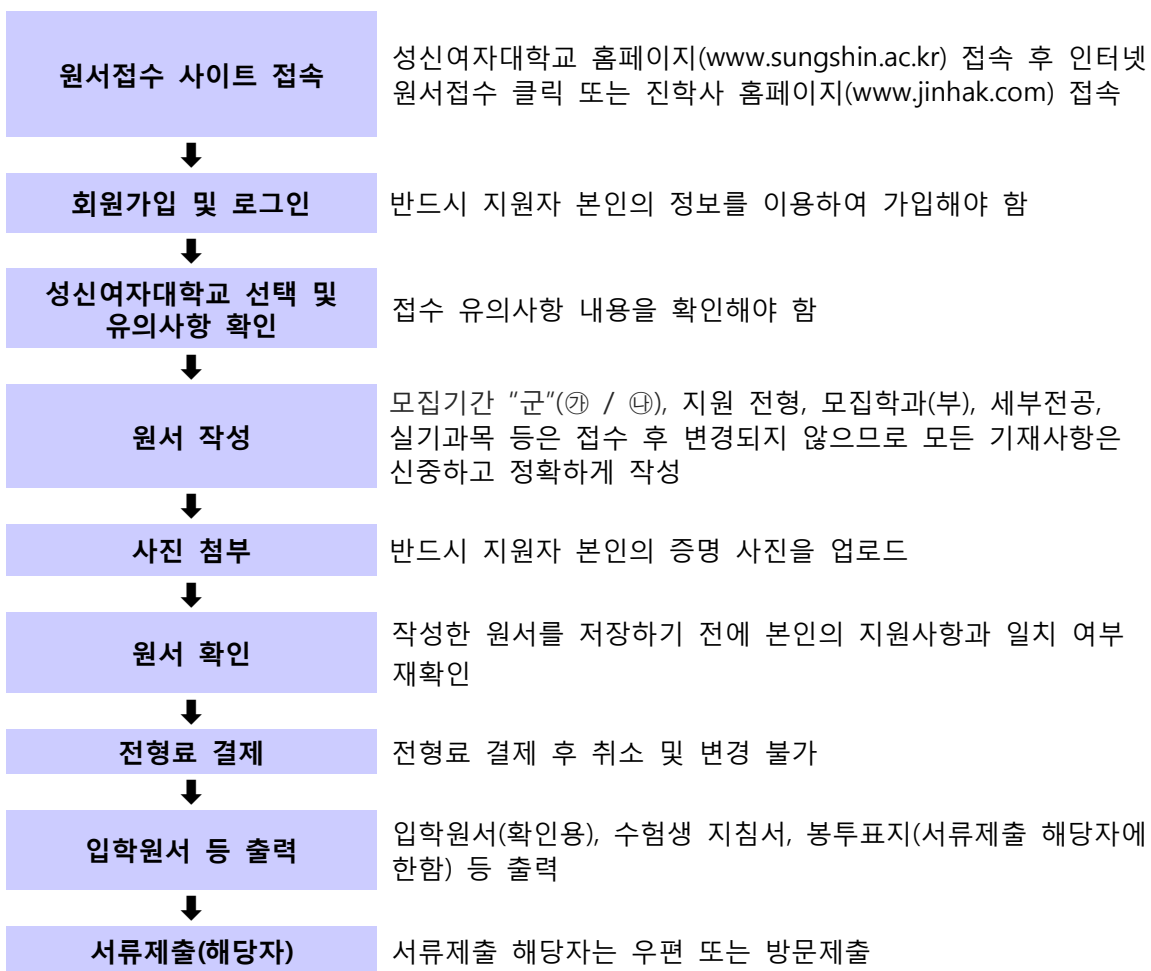 원서접수 사이트 접속
성신여자대학교 홈페이지(www.sungshin.ac.kr) 접속 후 인터넷
원서접수 클릭 또는 진학사 홈페이지(www.jinhak.com) 접속
회원가입 및 로그인
반드시 지원자 본인의 정보를 이용하여 가입해야 함
성신여자대학교 선택 및
유의사항 확인
접수 유의사항 내용을 확인해야 함
원서 작성
모집기간 "군"(㉮ / ㉯), 지원 전형, 모집학과(부), 세부전공,
실기과목 등은 접수 후 변경되지 않으므로 모든 기재사항은
신중하고 정확하게 작성
사진 첨부
반드시 지원자 본인의 증명 사진을 업로드
원서 확인
작성한 원서를 저장하기 전에 본인의 지원사항과 일치 여부
재확인
전형료 결제
전형료 결제 후 취소 및 변경 불가
입학원서 등 출력
입학원서(확인용), 수험생 지침서, 봉투표지(서류제출 해당자에
한함) 등 출력
서류제출(해당자)
서류제출 해당자는 우편 또는 방문제출